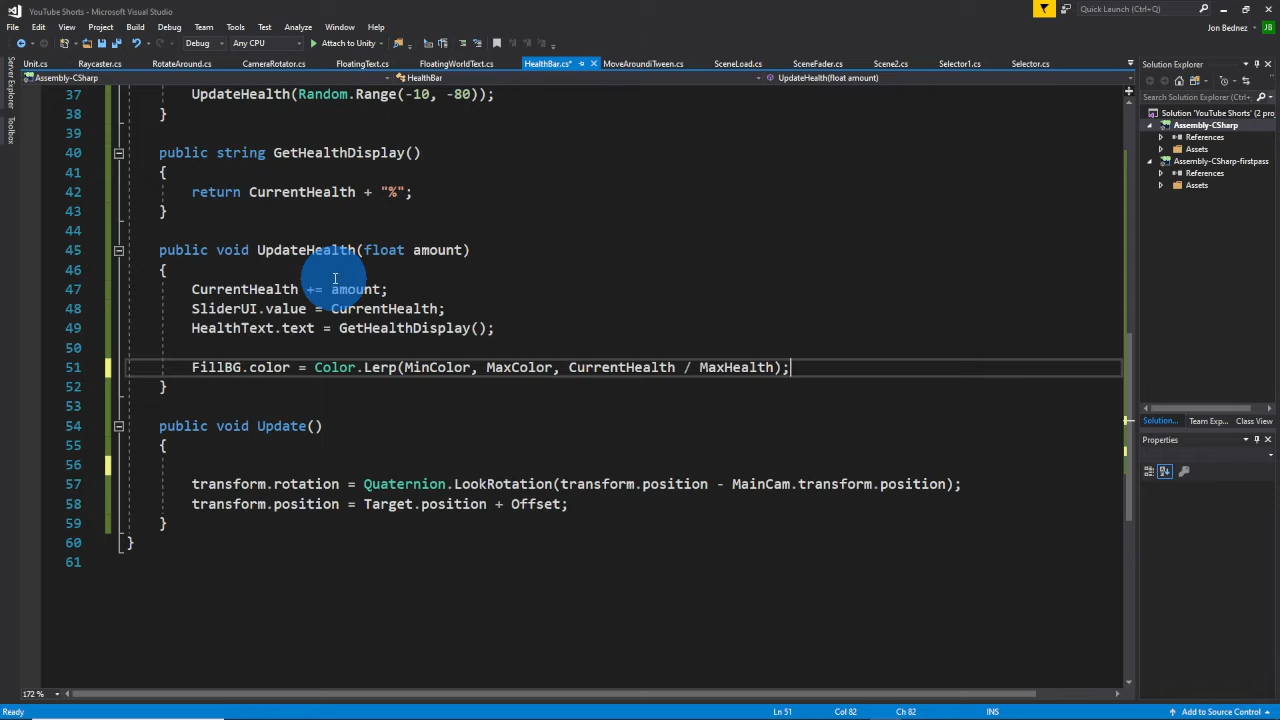 YouTube Shorts - Microsoft Visual Studio
Quick Launch (Ctrl+Q)
File Edit View Project Build Debug Team Tools Test Analyze Window Help
Jon Bednez JB
Debug Any CPU Attach to Unity
Unit.cs Raycaster.cs RotateAround.cs CameraRotator.cs FloatingText.cs FloatingWorldText.cs HealthBar.cs* MoveAroundiTween.cs SceneLoad.cs SceneFader.cs Scene2.cs Selector1.cs Selector.cs
Assembly-CSharp HealthBar UpdateHealth(float amount)
Server Explorer
Toolbox
37 UpdateHealth(Random.Range(-10, -80));
38 }
39
40 public string GetHealthDisplay()
41 {
42 return CurrentHealth + "%";
43 }
44
45 public void UpdateHealth(float amount)
46 {
47 CurrentHealth += amount;
48 SliderUI.value = CurrentHealth;
49 HealthText.text = GetHealthDisplay();
50
51 FillBG.color = Color.Lerp(MinColor, MaxColor, CurrentHealth / MaxHealth);
52 }
53
54 public void Update()
55 {
56
57 transform.rotation = Quaternion.LookRotation(transform.position - MainCam.transform.position);
58 transform.position = Target.position + Offset;
59 }
60 }
61
172 %
Solution Explorer
Search Solution Explorer (Ctrl+
Solution 'YouTube Shorts' (2 pro
Assembly-CSharp
References
Assets
Assembly-CSharp-firstpass
References
Assets
Solution... Team Exp... Class View
Properties
Ready Ln 51 Col 82 Ch 82 INS Add to Source Control